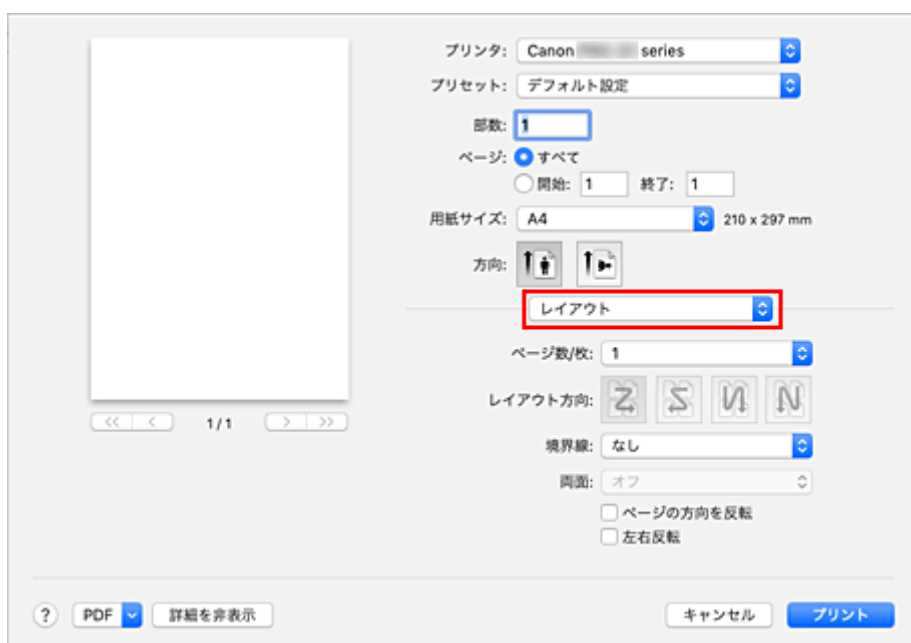 プリンタ: Canon series
プリセット: デフォルト設定
部数: 1
ページ: すべて
開始: 1 終了: 1
用紙サイズ: A4 210 x 297 mm
方向:
レイアウト
ページ数/枚: 1
レイアウト方向:
<< < 1/1 > >>
境界線: なし
両面: オフ
ページの方向を反転
左右反転
? PDF 詳細を非表示 キャンセル プリント